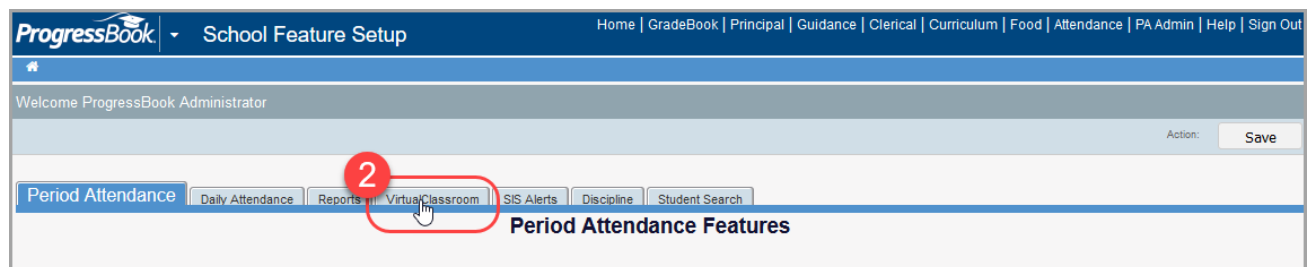 ProgressBook. School Feature Setup Home | GradeBook | Principal | Guidance | Clerical | Curriculum | Food | Attendance | PA Admin | Help | Sign Out
Welcome ProgressBook Administrator
Action: Save
2
Period Attendance Daily Attendance Reports VirtualClassroom SIS Alerts Discipline Student Search
Period Attendance Features